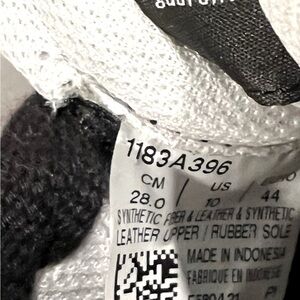 1183A396
CM US
28.0 10 44
SYNTHETIC FIBER & LEATHER & SYNTHETIC
LEATHER UPPER / RUBBER SOLE
MADE IN INDONESIA
FABRIQUE EN INDONESIE